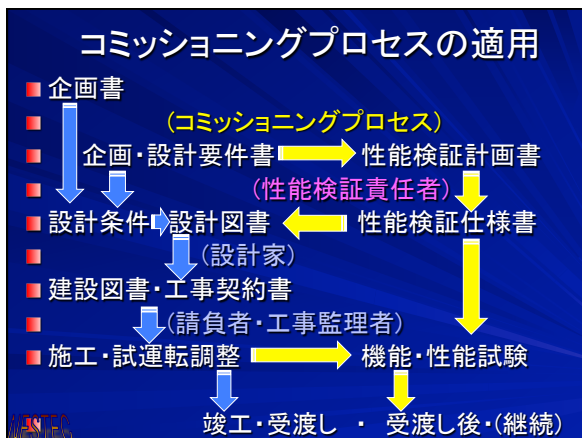 コミッショニングプロセスの適用
企画書
(コミッショニングプロセス)
企画・設計要件書 性能検証計画書
(性能検証責任者)
設計条件 設計図書 性能検証仕様書
(設計家)
建設図書・工事契約書
(請負者・工事監理者)
施工・試運転調整 機能・性能試験
竣工・受渡し ・ 受渡し後・(継続)